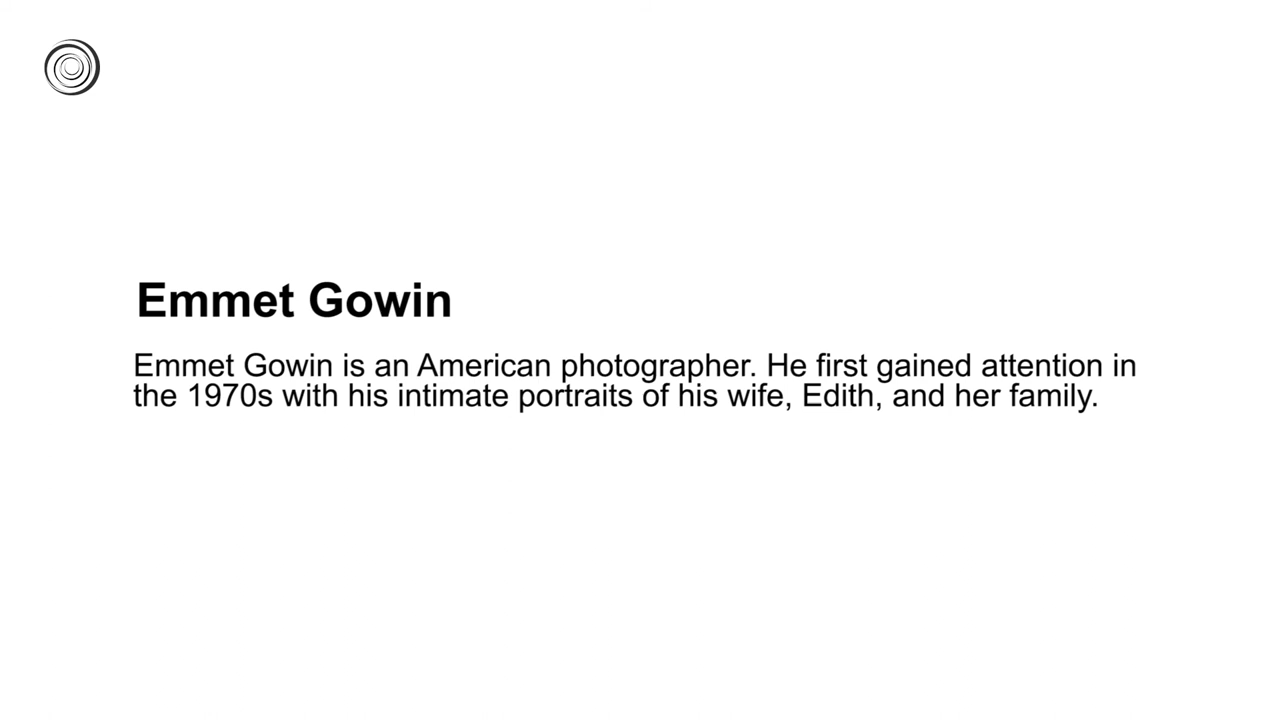 Emmet Gowin
Emmet Gowin is an American photographer. He first gained attention in
the 1970s with his intimate portraits of his wife, Edith, and her family.